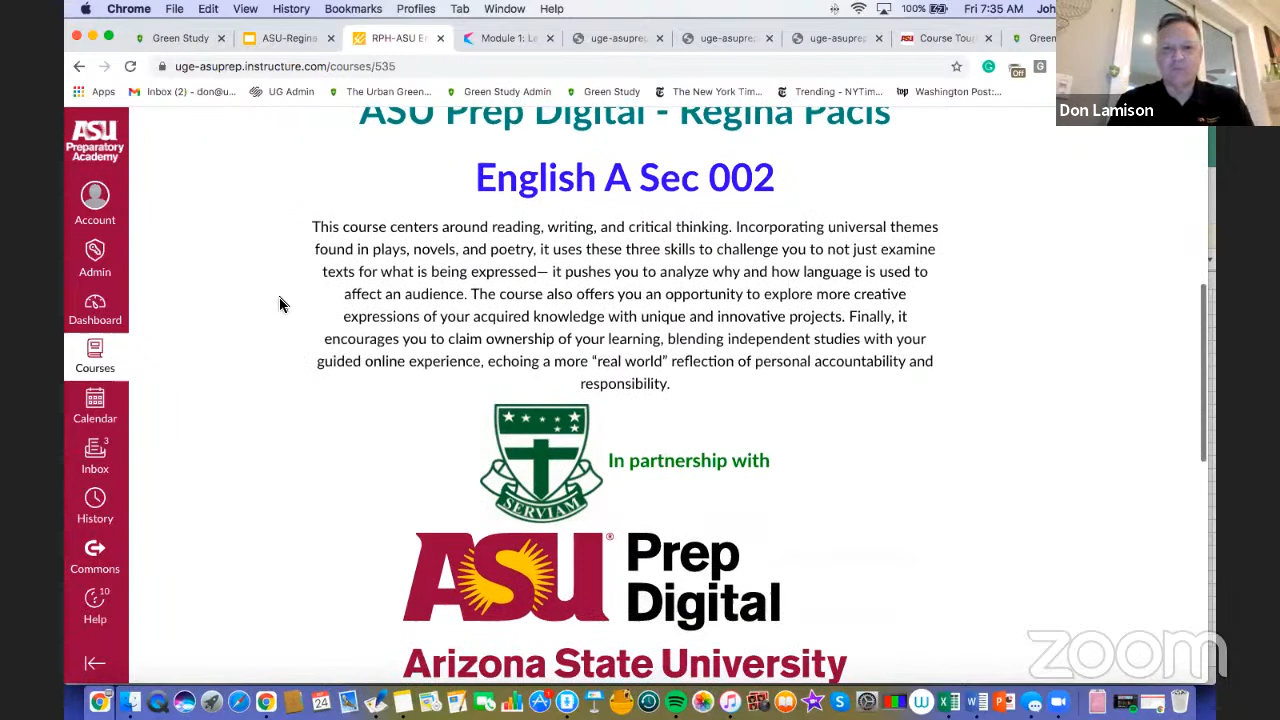 Chrome File Edit View History Bookmarks Profiles Tab Window Help 100% Fri 7:35 AM Joh
Green Study
ASU-Regina
RPH-ASU En
Module 1: Le
uge-asuprep
uge-asuprep
uge-asuprep
Course Tour
Green
uge-asuprep.instructure.com/courses/535
Off
Apps Inbox (2) - don@u... UG Admin The Urban Green... Green Study Admin Green Study The New York Tim... Trending - NYTim... Washington Post:...
Don Lamison
ASU
Preparatory
Academy
Account
Admin
Dashboard
Courses
Calendar
3
Inbox
History
Commons
10
Help
ASU Prep Digital - Regina Pacis
English A Sec 002
This course centers around reading, writing, and critical thinking. Incorporating universal themes
found in plays, novels, and poetry, it uses these three skills to challenge you to not just examine
texts for what is being expressed— it pushes you to analyze why and how language is used to
affect an audience. The course also offers you an opportunity to explore more creative
expressions of your acquired knowledge with unique and innovative projects. Finally, it
encourages you to claim ownership of your learning, blending independent studies with your
guided online experience, echoing a more “real world” reflection of personal accountability and
responsibility.
SERVIAM
In partnership with
ASU® Prep
Digital
Arizona State University
zoom
24